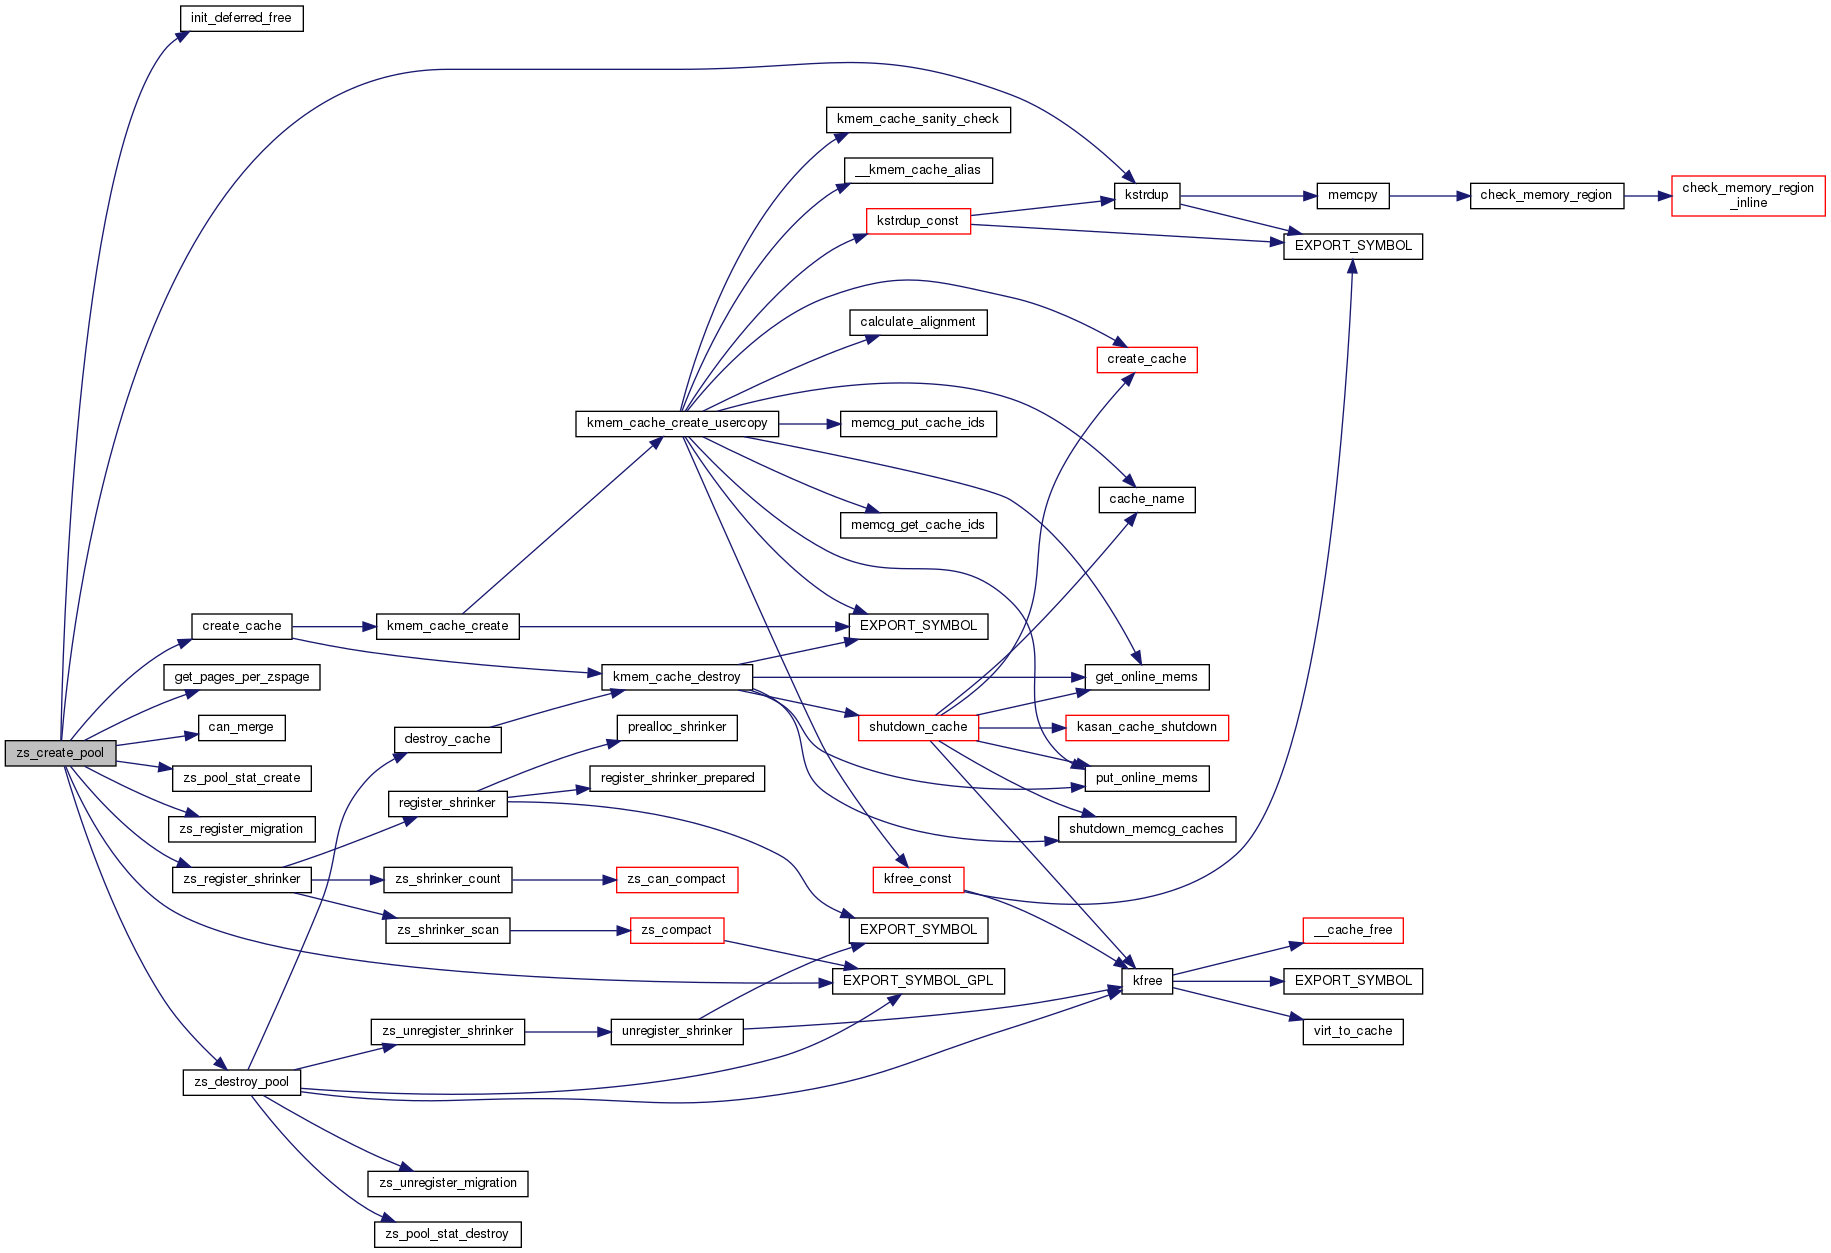 init_deferred_free
kmem_cache_sanity_check
__kmem_cache_alias
kstrdup
memcpy
check_memory_region
check_memory_region
_inline
kstrdup_const
EXPORT_SYMBOL
calculate_alignment
create_cache
kmem_cache_create_usercopy
memcg_put_cache_ids
cache_name
memcg_get_cache_ids
create_cache
kmem_cache_create
EXPORT_SYMBOL
get_pages_per_zspage
kmem_cache_destroy
get_online_mems
can_merge
destroy_cache
prealloc_shrinker
shutdown_cache
kasan_cache_shutdown
zs_create_pool
zs_pool_stat_create
register_shrinker_prepared
put_online_mems
register_shrinker
zs_register_migration
shutdown_memcg_caches
zs_register_shrinker
zs_shrinker_count
zs_can_compact
kfree_const
zs_shrinker_scan
zs_compact
EXPORT_SYMBOL
__cache_free
EXPORT_SYMBOL_GPL
kfree
EXPORT_SYMBOL
zs_unregister_shrinker
unregister_shrinker
virt_to_cache
zs_destroy_pool
zs_unregister_migration
zs_pool_stat_destroy